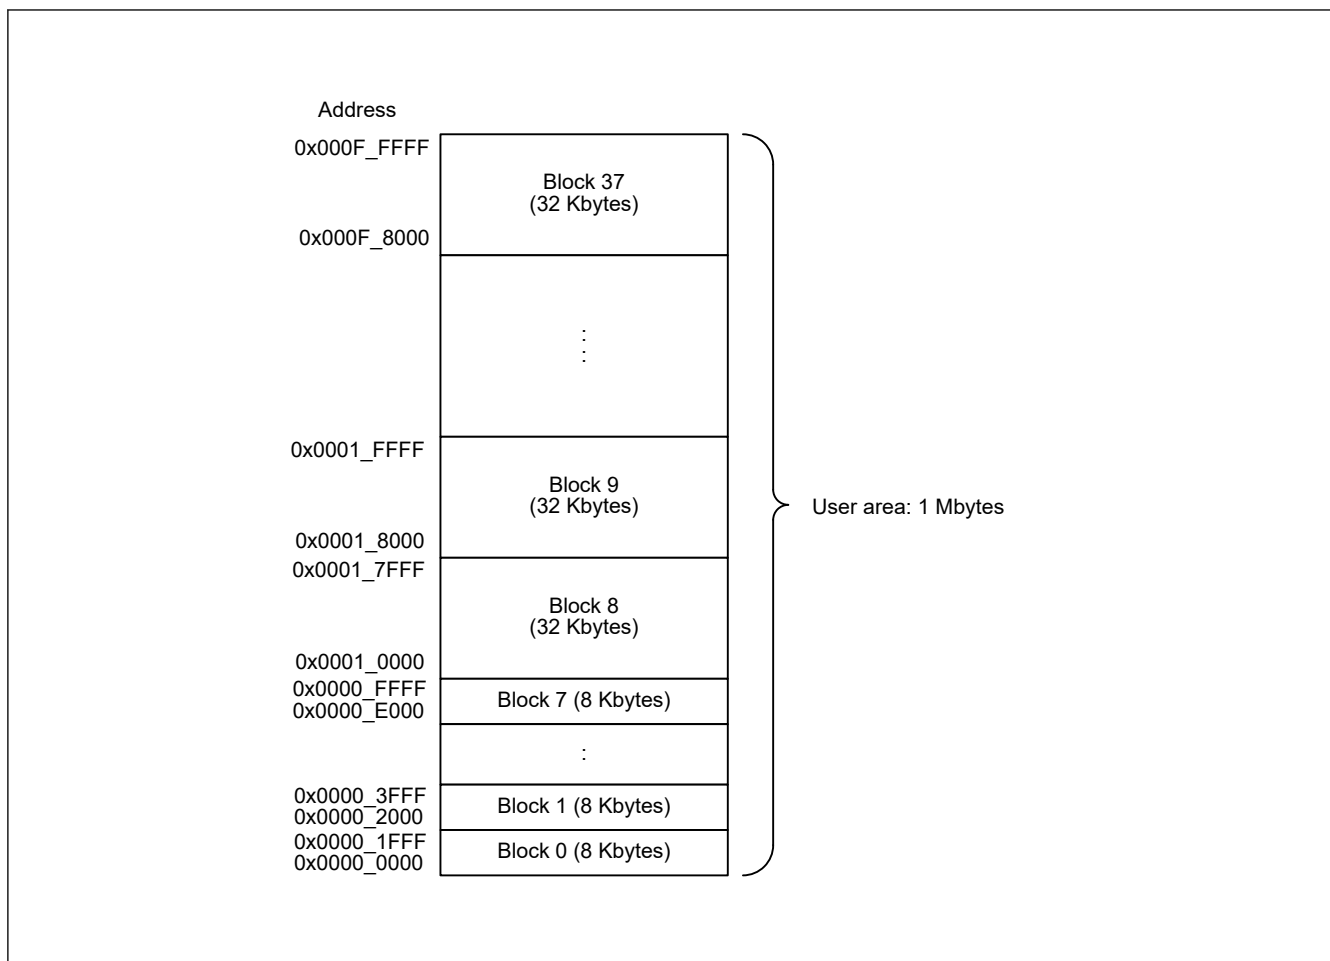 Address
0x000F_FFFF
Block 37
(32 Kbytes)
0x000F_8000
0x0001_FFFF
Block 9
(32 Kbytes)
User area: 1 Mbytes
0x0001_8000
0x0001_7FFF
Block 8
(32 Kbytes)
0x0001_0000
0x0000_FFFF
Block 7 (8 Kbytes)
0x0000_E000
0x0000_3FFF
Block 1 (8 Kbytes)
0x0000_2000
0x0000_1FFF
Block 0 (8 Kbytes)
0x0000_0000